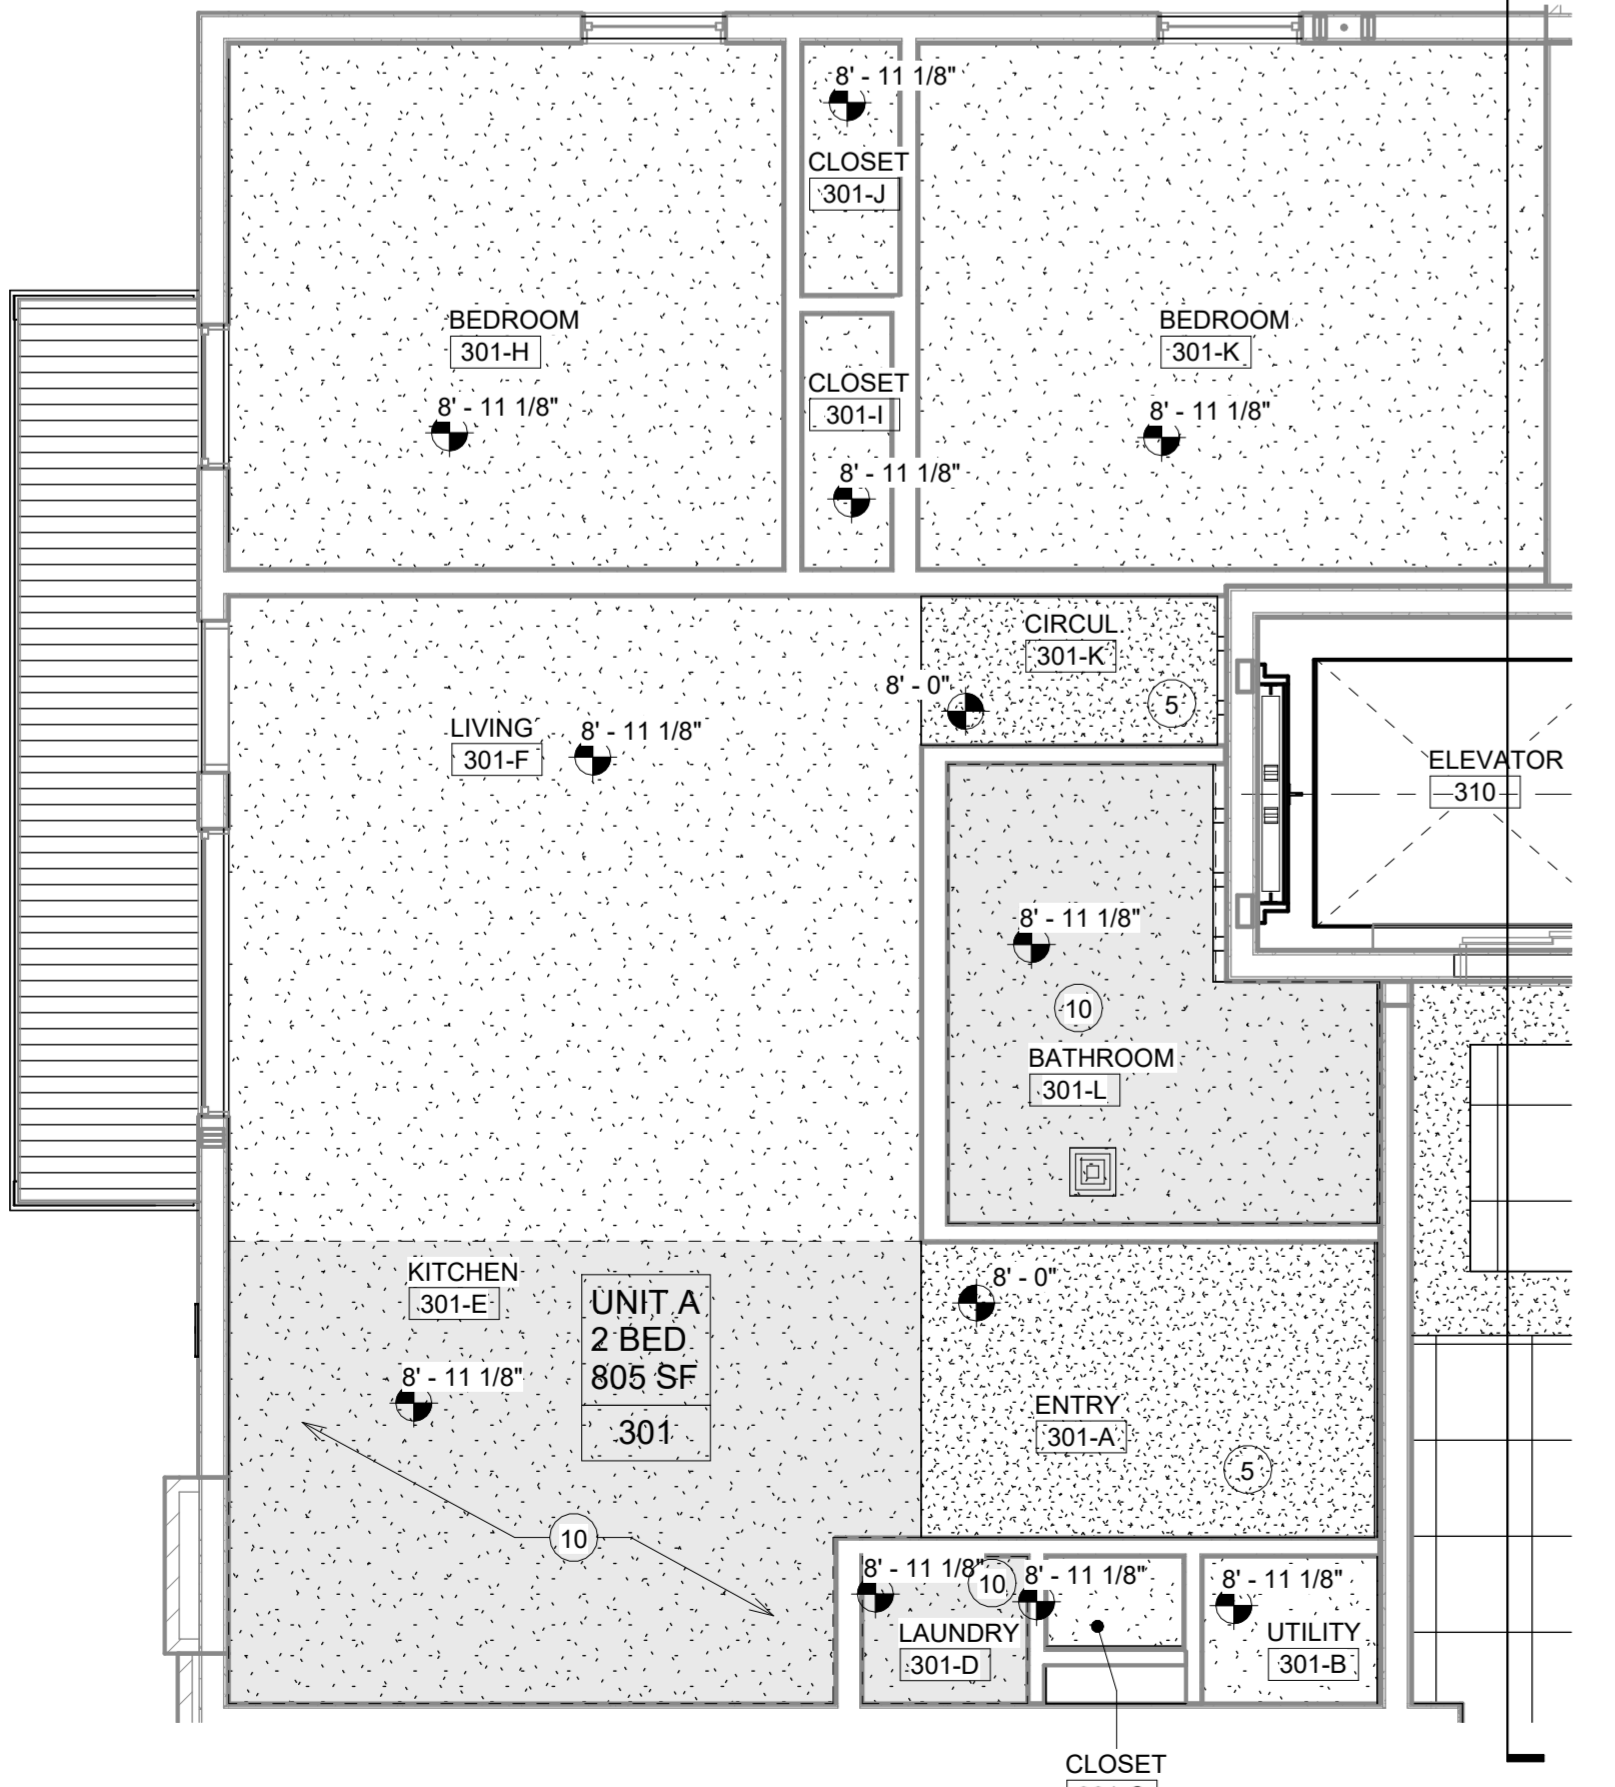 8' - 11 1/8"
CLOSET
301-J
BEDROOM
301-H
8' - 11 1/8"
CLOSET
301-I
8' - 11 1/8"
BEDROOM
301-K
8' - 11 1/8"
CIRCUL.
301-K
8' - 0"
5
LIVING
301-F
8' - 11 1/8"
ELEVATOR
310
8' - 11 1/8"
10
BATHROOM
301-L
KITCHEN
301-E
8' - 11 1/8"
UNIT A
2 BED
805 SF
301
10
8' - 0"
ENTRY
301-A
5
8' - 11 1/8"
10
LAUNDRY
301-D
8' - 11 1/8"
8' - 11 1/8"
UTILITY
301-B
CLOSET